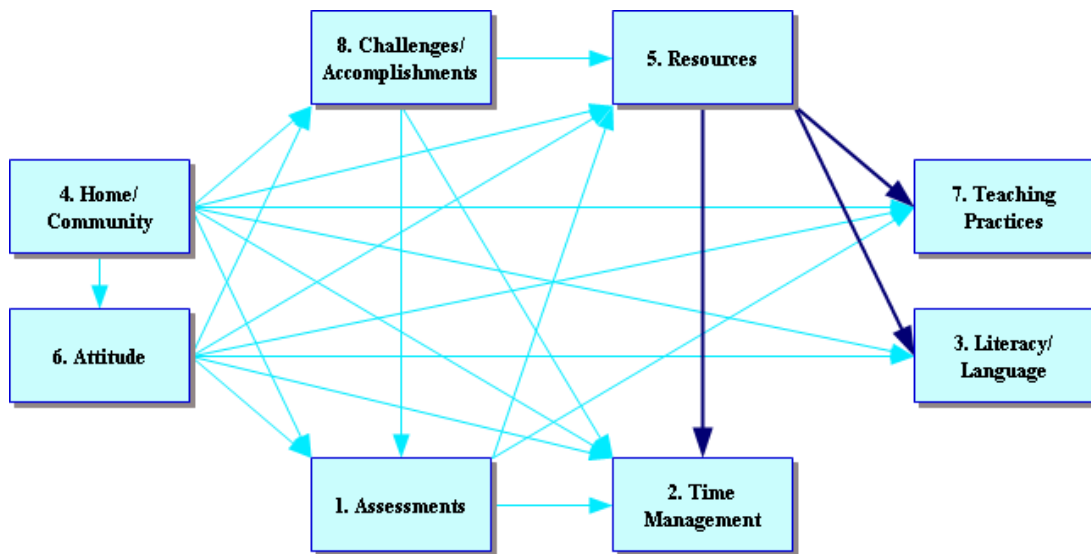 8. Challenges/
Accomplishments
5. Resources
4. Home/
Community
7. Teaching
Practices
6. Attitude
3. Literacy/
Language
1. Assessments
2. Time
Management